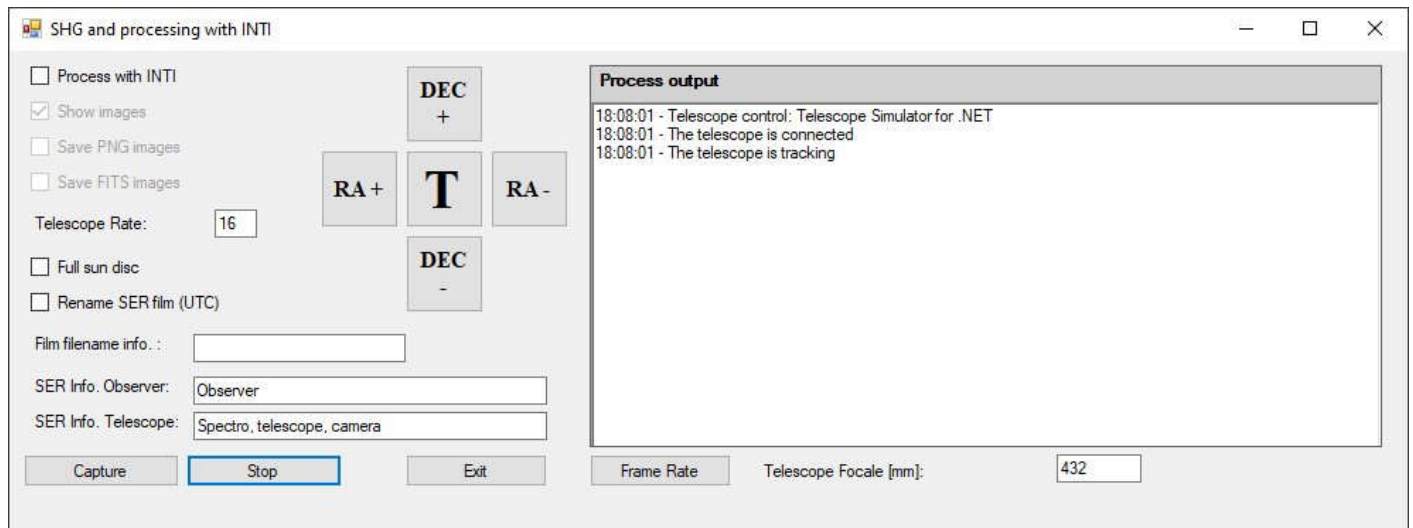 SHG and processing with INTI
Process with INTI
Show images
Save PNG images
Save FITS images
Telescope Rate: 16
Full sun disc
Rename SER film (UTC)
Film filename info. :
SER Info. Observer: Observer
SER Info. Telescope: Spectro, telescope, camera
Capture Stop Exit
DEC
+
RA + T RA -
DEC
-
Process output
18:08:01 - Telescope control: Telescope Simulator for .NET
18:08:01 - The telescope is connected
18:08:01 - The telescope is tracking
Frame Rate Telescope Focale [mm]: 432